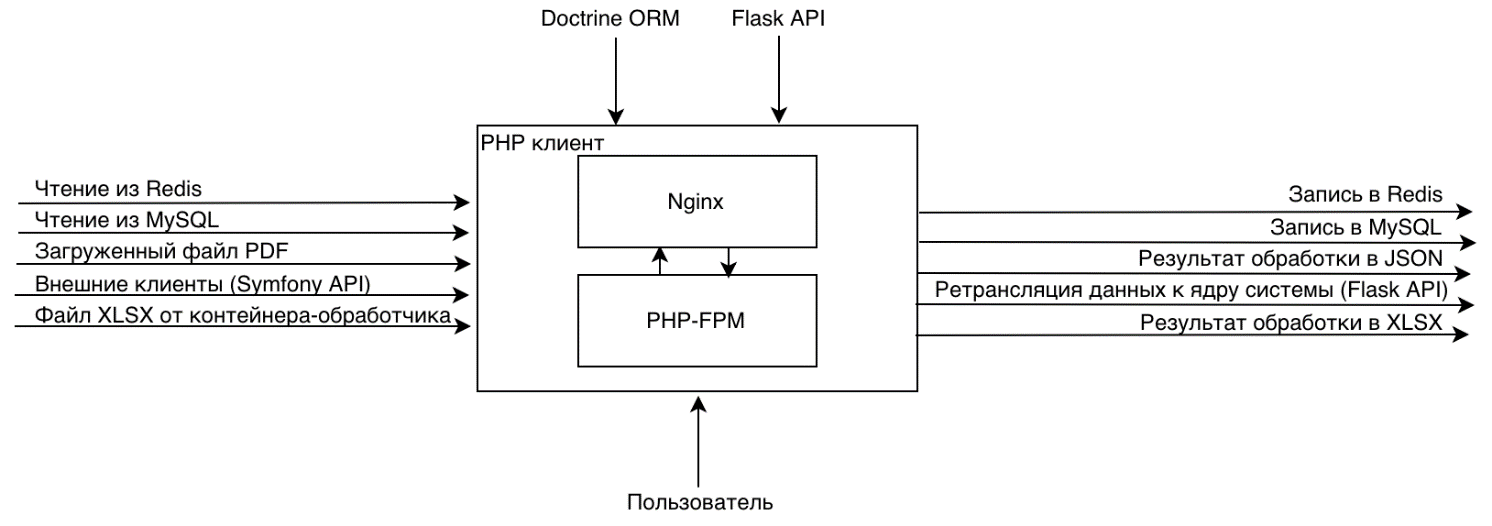 Doctrine ORM
Flask API
PHP клиент
Nginx
PHP-FPM
Чтение из Redis
Чтение из MySQL
Загруженный файл PDF
Внешние клиенты (Symfony API)
Файл XLSX от контейнера-обработчика
Запись в Redis
Запись в MySQL
Результат обработки в JSON
Ретрансляция данных к ядру системы (Flask API)
Результат обработки в XLSX
Пользователь